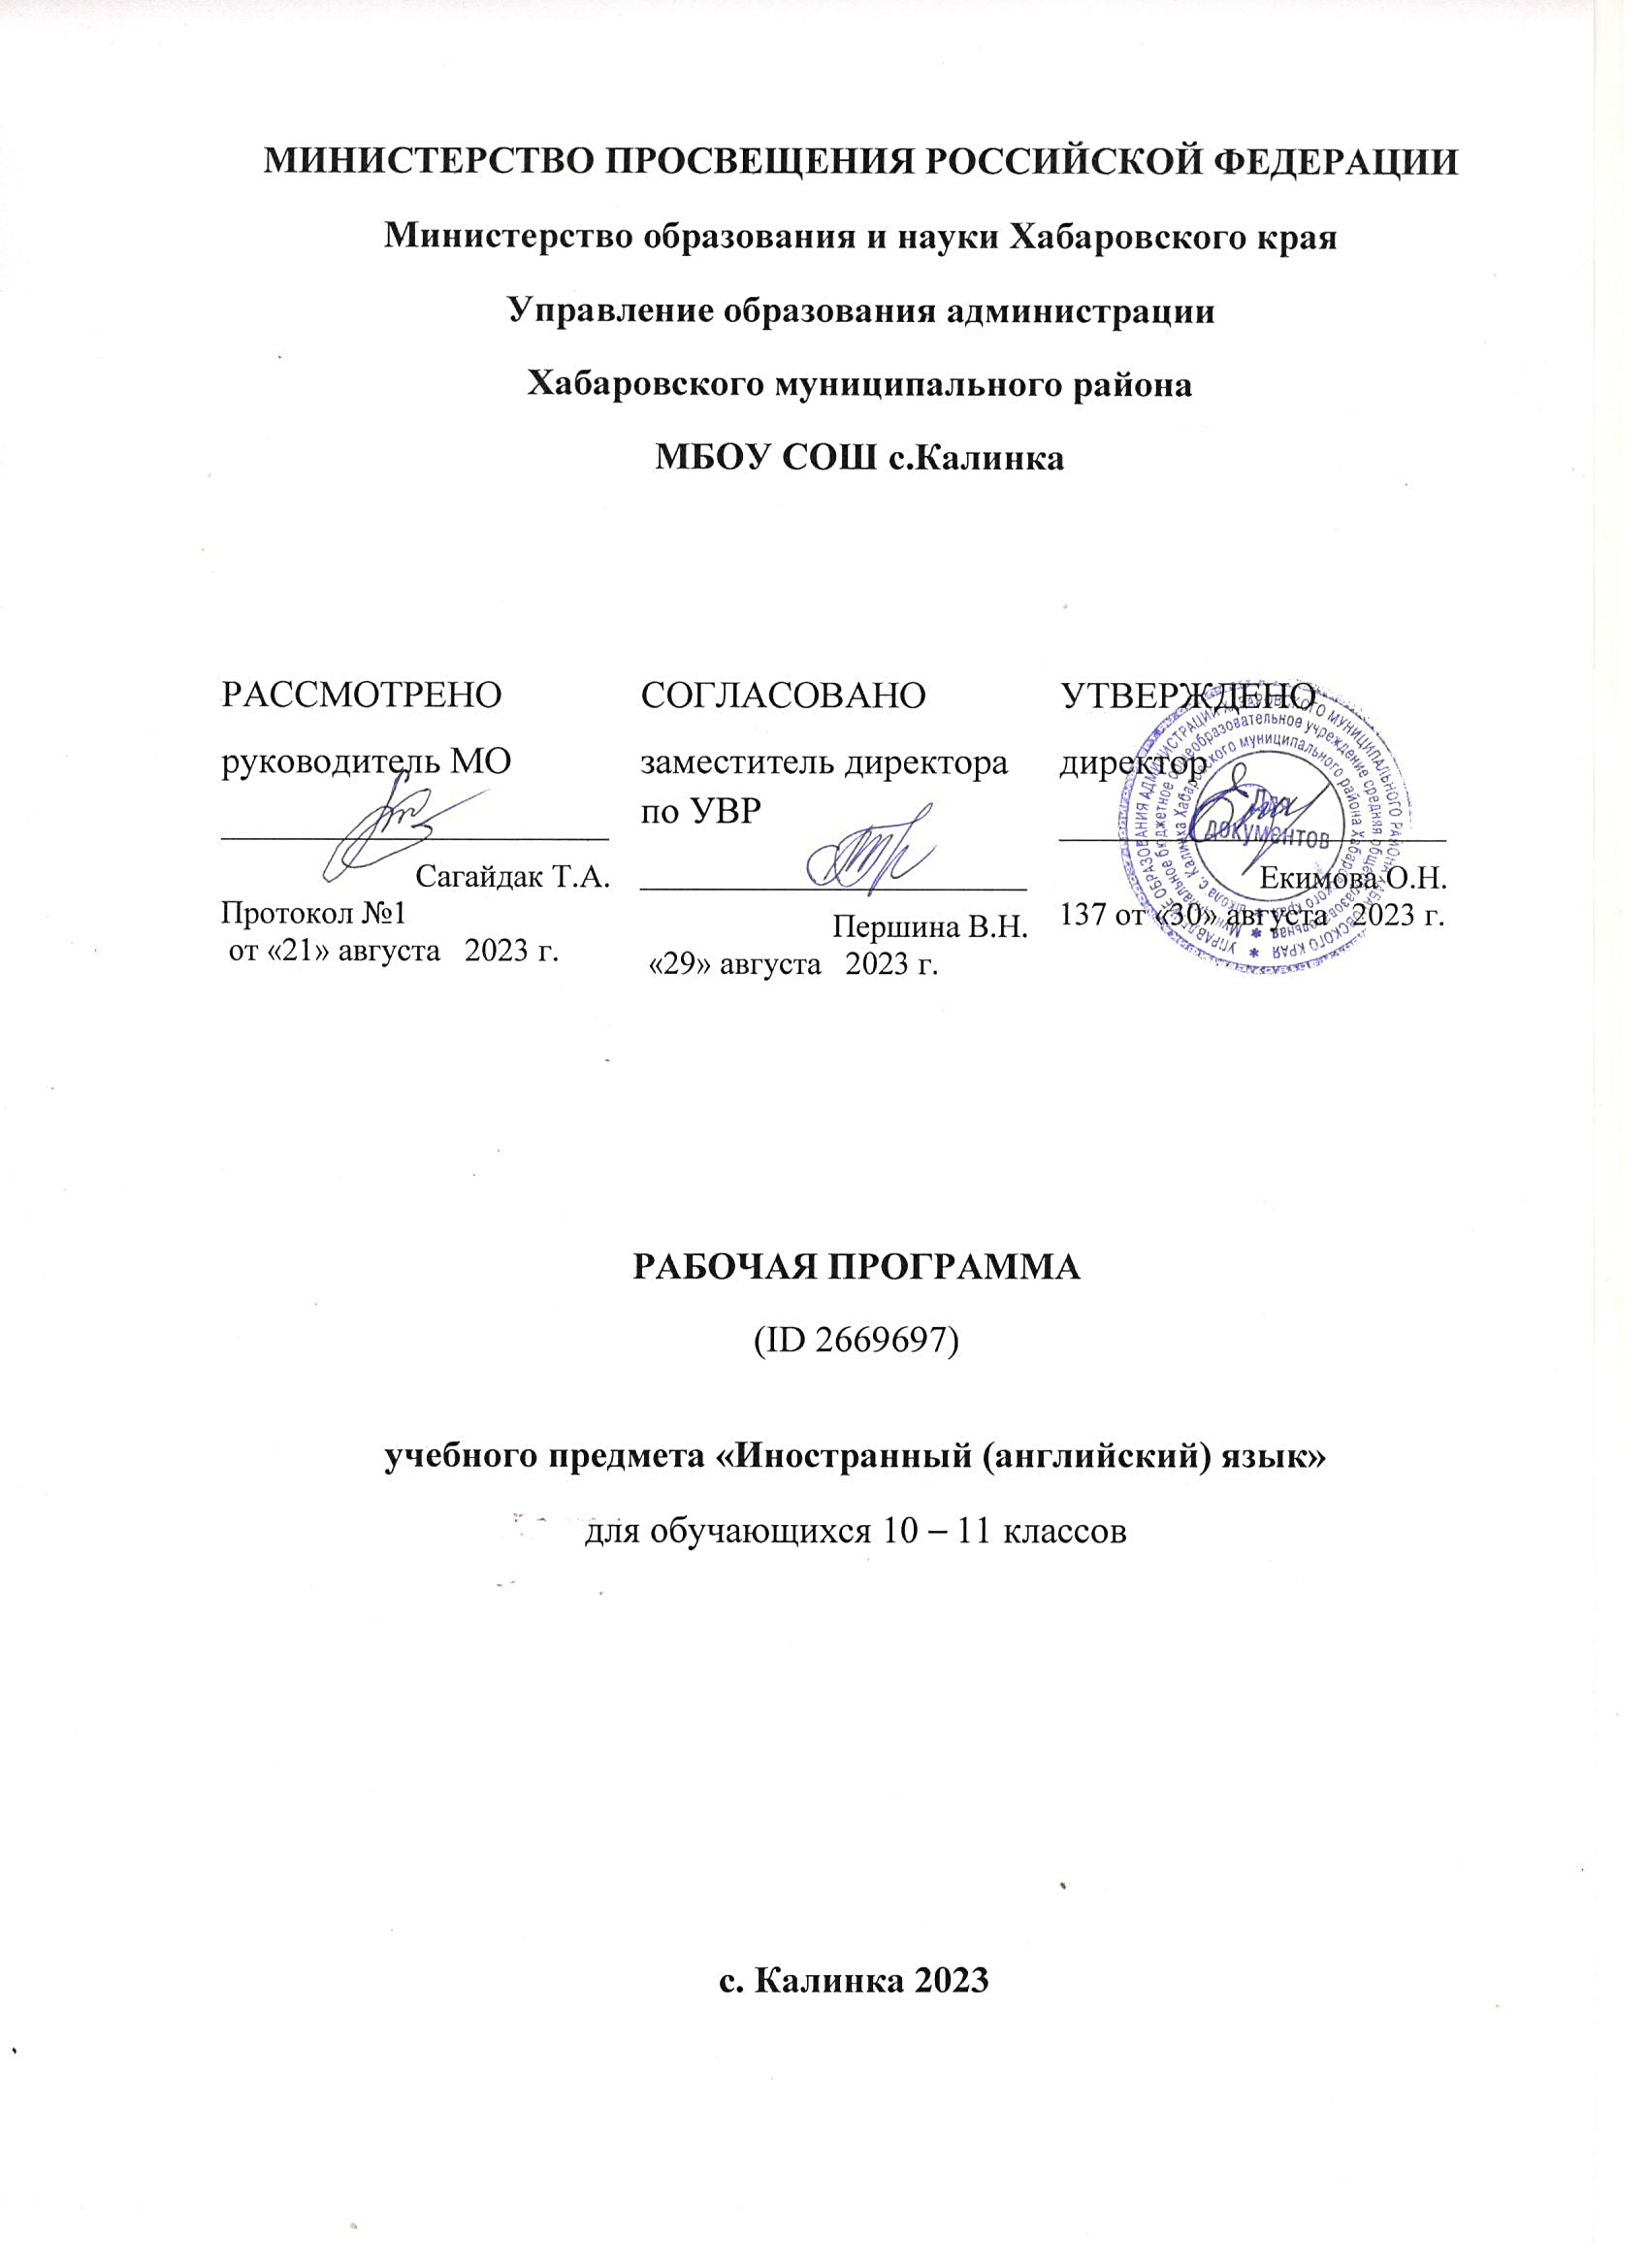 МИНИСТЕРСТВО ПРОСВЕЩЕНИЯ РОССИЙСКОЙ ФЕДЕРАЦИИ
Министерство образования и науки Хабаровского края
Управление образования администрации
Хабаровского муниципального района
МБОУ СОШ с.Калинка
РАССМОТРЕНО
руководитель МО
Сагайдак Т.А.
Протокол №1
от «21» августа 2023 г.
СОГЛАСОВАНО
заместитель директора
по УВР
Першина В.Н.
«29» августа 2023 г.
УТВЕРЖДЕНО
директор
Екимова О.Н.
137 от «30» августа 2023 г.
Для
документов
РАБОЧАЯ ПРОГРАММА
(ID 2669697)
учебного предмета «Иностранный (английский) язык»
для обучающихся 10 – 11 классов
с. Калинка 2023